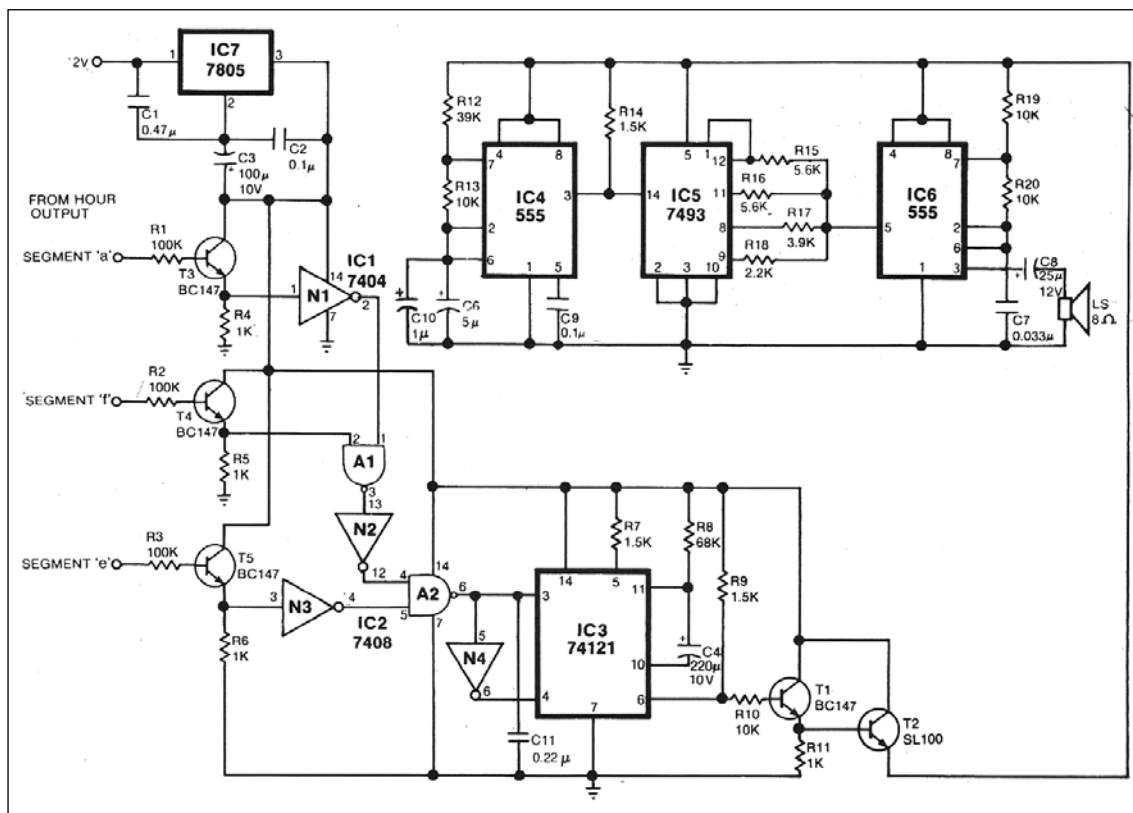 IC7
7805
1
3
2
'2V
C1
0.47µ
C2
0.1µ
C3
100µ
10V
+
FROM HOUR
OUTPUT
SEGMENT 'a'
R1
100K
T3
BC147
R4
1K
IC1
7404
N1
1
14
2
7
SEGMENT 'f'
R2
100K
T4
BC147
R5
1K
2
1
A1
3
13
N2
12
SEGMENT 'e'
R3
100K
T5
BC147
R6
1K
3
N3
4
IC2
7408
4
14
A2
5
6
7
5
N4
6
C11
0.22µ
IC3
74121
3
4
14
5
11
10
6
7
R7
1.5K
R8
68K
R9
1.5K
+
C4
220µ
10V
R10
10K
T1
BC147
R11
1K
T2
SL100
R12
39K
R13
10K
+
C10
1µ
+
C6
5µ
IC4
555
4
8
7
2
6
3
1
5
C9
0.1µ
R14
1.5K
IC5
7493
5
1
14
12
11
8
9
2
3
10
R15
5.6K
R16
5.6K
R17
3.9K
R18
2.2K
IC6
555
4
8
7
5
2
6
3
1
R19
10K
R20
10K
C8
25µ
12V
+
C7
0.033µ
LS
8Ω